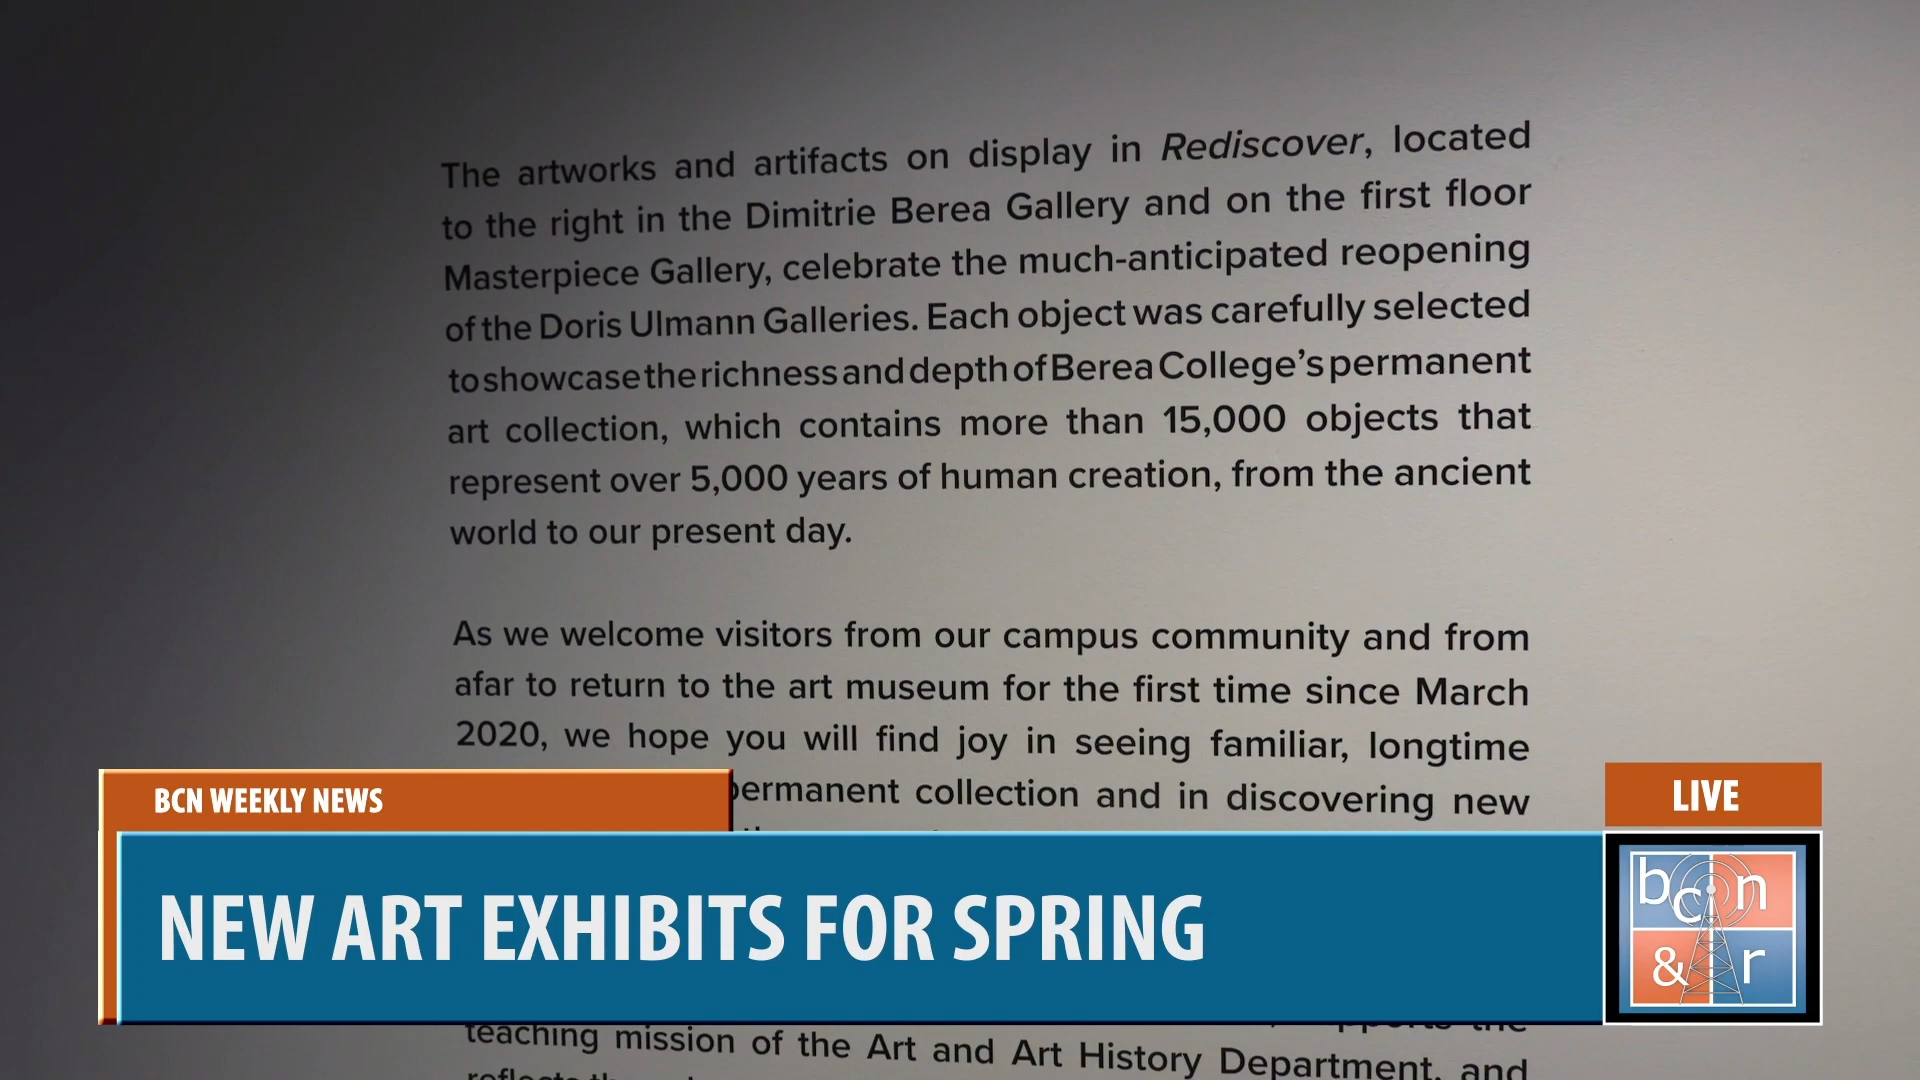 The artworks and artifacts on display in Rediscover, located
to the right in the Dimitrie Berea Gallery and on the first floor
Masterpiece Gallery, celebrate the much-anticipated reopening
of the Doris Ulmann Galleries. Each object was carefully selected
to showcase the richness and depth of Berea College’s permanent
art collection, which contains more than 15,000 objects that
represent over 5,000 years of human creation, from the ancient
world to our present day.
As we welcome visitors from our campus community and from
afar to return to the art museum for the first time since March
2020, we hope you will find joy in seeing familiar, longtime
permanent collection and in discovering new
BCN WEEKLY NEWS
LIVE
NEW ART EXHIBITS FOR SPRING
bcn
& r
teaching mission of the Art and Art History Department, and